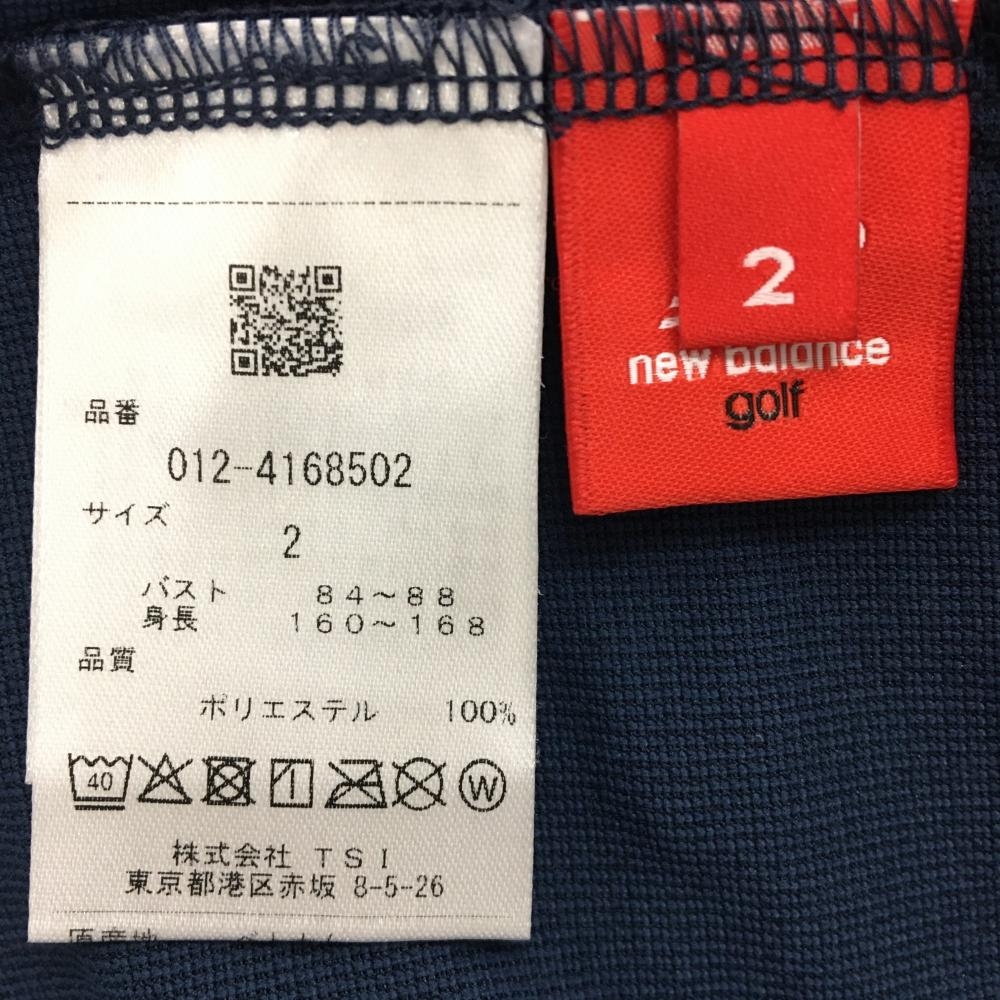 品番
012-4168502
サイズ
2
バスト 84～88
身長 160～168
品質
ポリエステル 100%
40
1
W
株式会社 TSI
東京都港区赤坂 8-5-26
2
new balance
golf